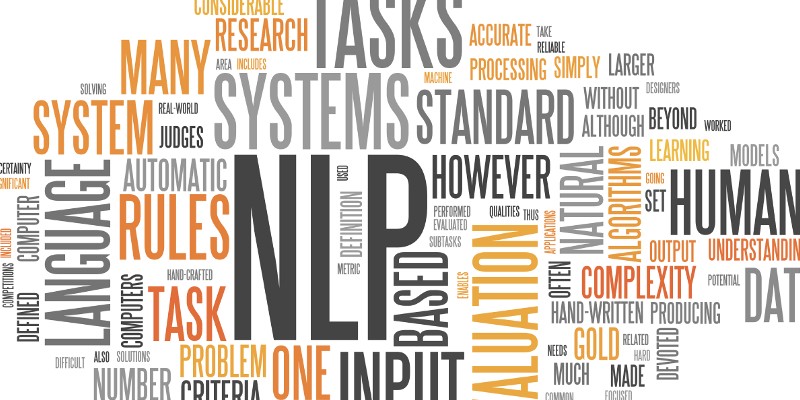 CONSIDERABLE
TASKS
RESEARCH
ACCURATE
TAKE
RELIABLE
MANY
AREA
INCLUDES
MACHINE
PROCESSING
SIMPLY
LARGER
SOLVING
SYSTEM
REAL-WORLD
JUDGES
SYSTEMS
STANDARD
WITHOUT
DESIGNERS
ALTHOUGH
BEYOND
WORKED
LANGUAGE
AUTOMATIC
NLP
USED
HOWEVER
NATURAL
ALGORITHMS
LEARNING
MODELS
GOING
SET
HUMAN
CERTAINTY
GNIFICANT
COMPUTER
INCLUDED
RULES
DEFINITION
METRIC
PERFORMED
EVALUATED
QUALITIES
THUS
SUBTASKS
APPLICATIONS
OUTPUT
UNDERSTANDIN
COMPETITIONS
DEFINED
COMPUTERS
HAND-CRAFTED
TASK
BASED
ENABLES
ALUATION
OFTEN
COMPLEXITY
POTENTIAL
DAT
HAND-WRITTEN
PRODUCING
DIFFICULT
ALSO
SOLUTIONS
PROBLEM
ONE
INPUT
NEEDS
GOLD
RELATED
HARD
DEVOTED
NUMBER
CRITERIA
MUCH
MADE
COMMON
FOCUSED